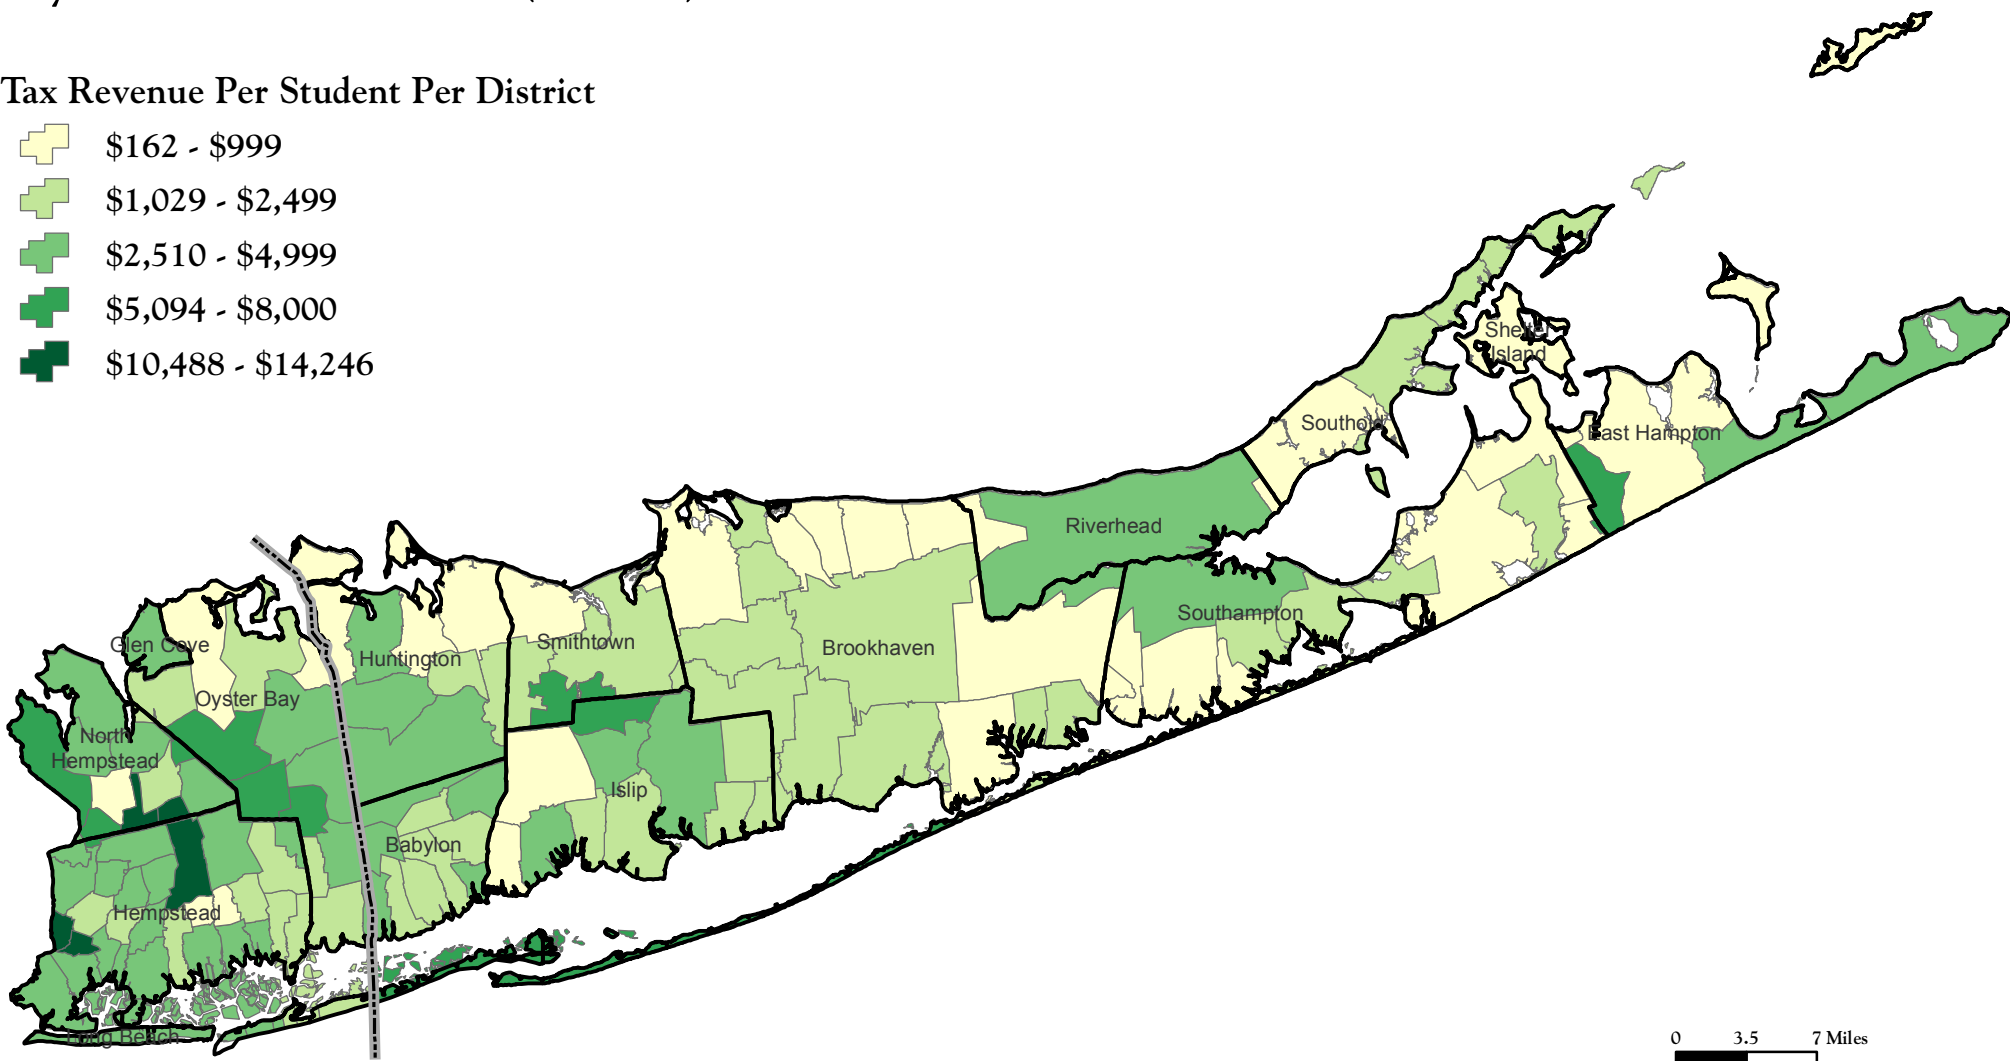 Tax Revenue Per Student Per District
$162 - $999
$1,029 - $2,499
$2,510 - $4,999
$5,094 - $8,000
$10,488 - $14,246
Shelter
Island
Southold
East Hampton
Riverhead
Southampton
Glen Cove
Huntington
Smithtown
Brookhaven
Oyster Bay
North
Hempstead
Islip
Babylon
Hempstead
Long Beach
0 3.5 7 Miles